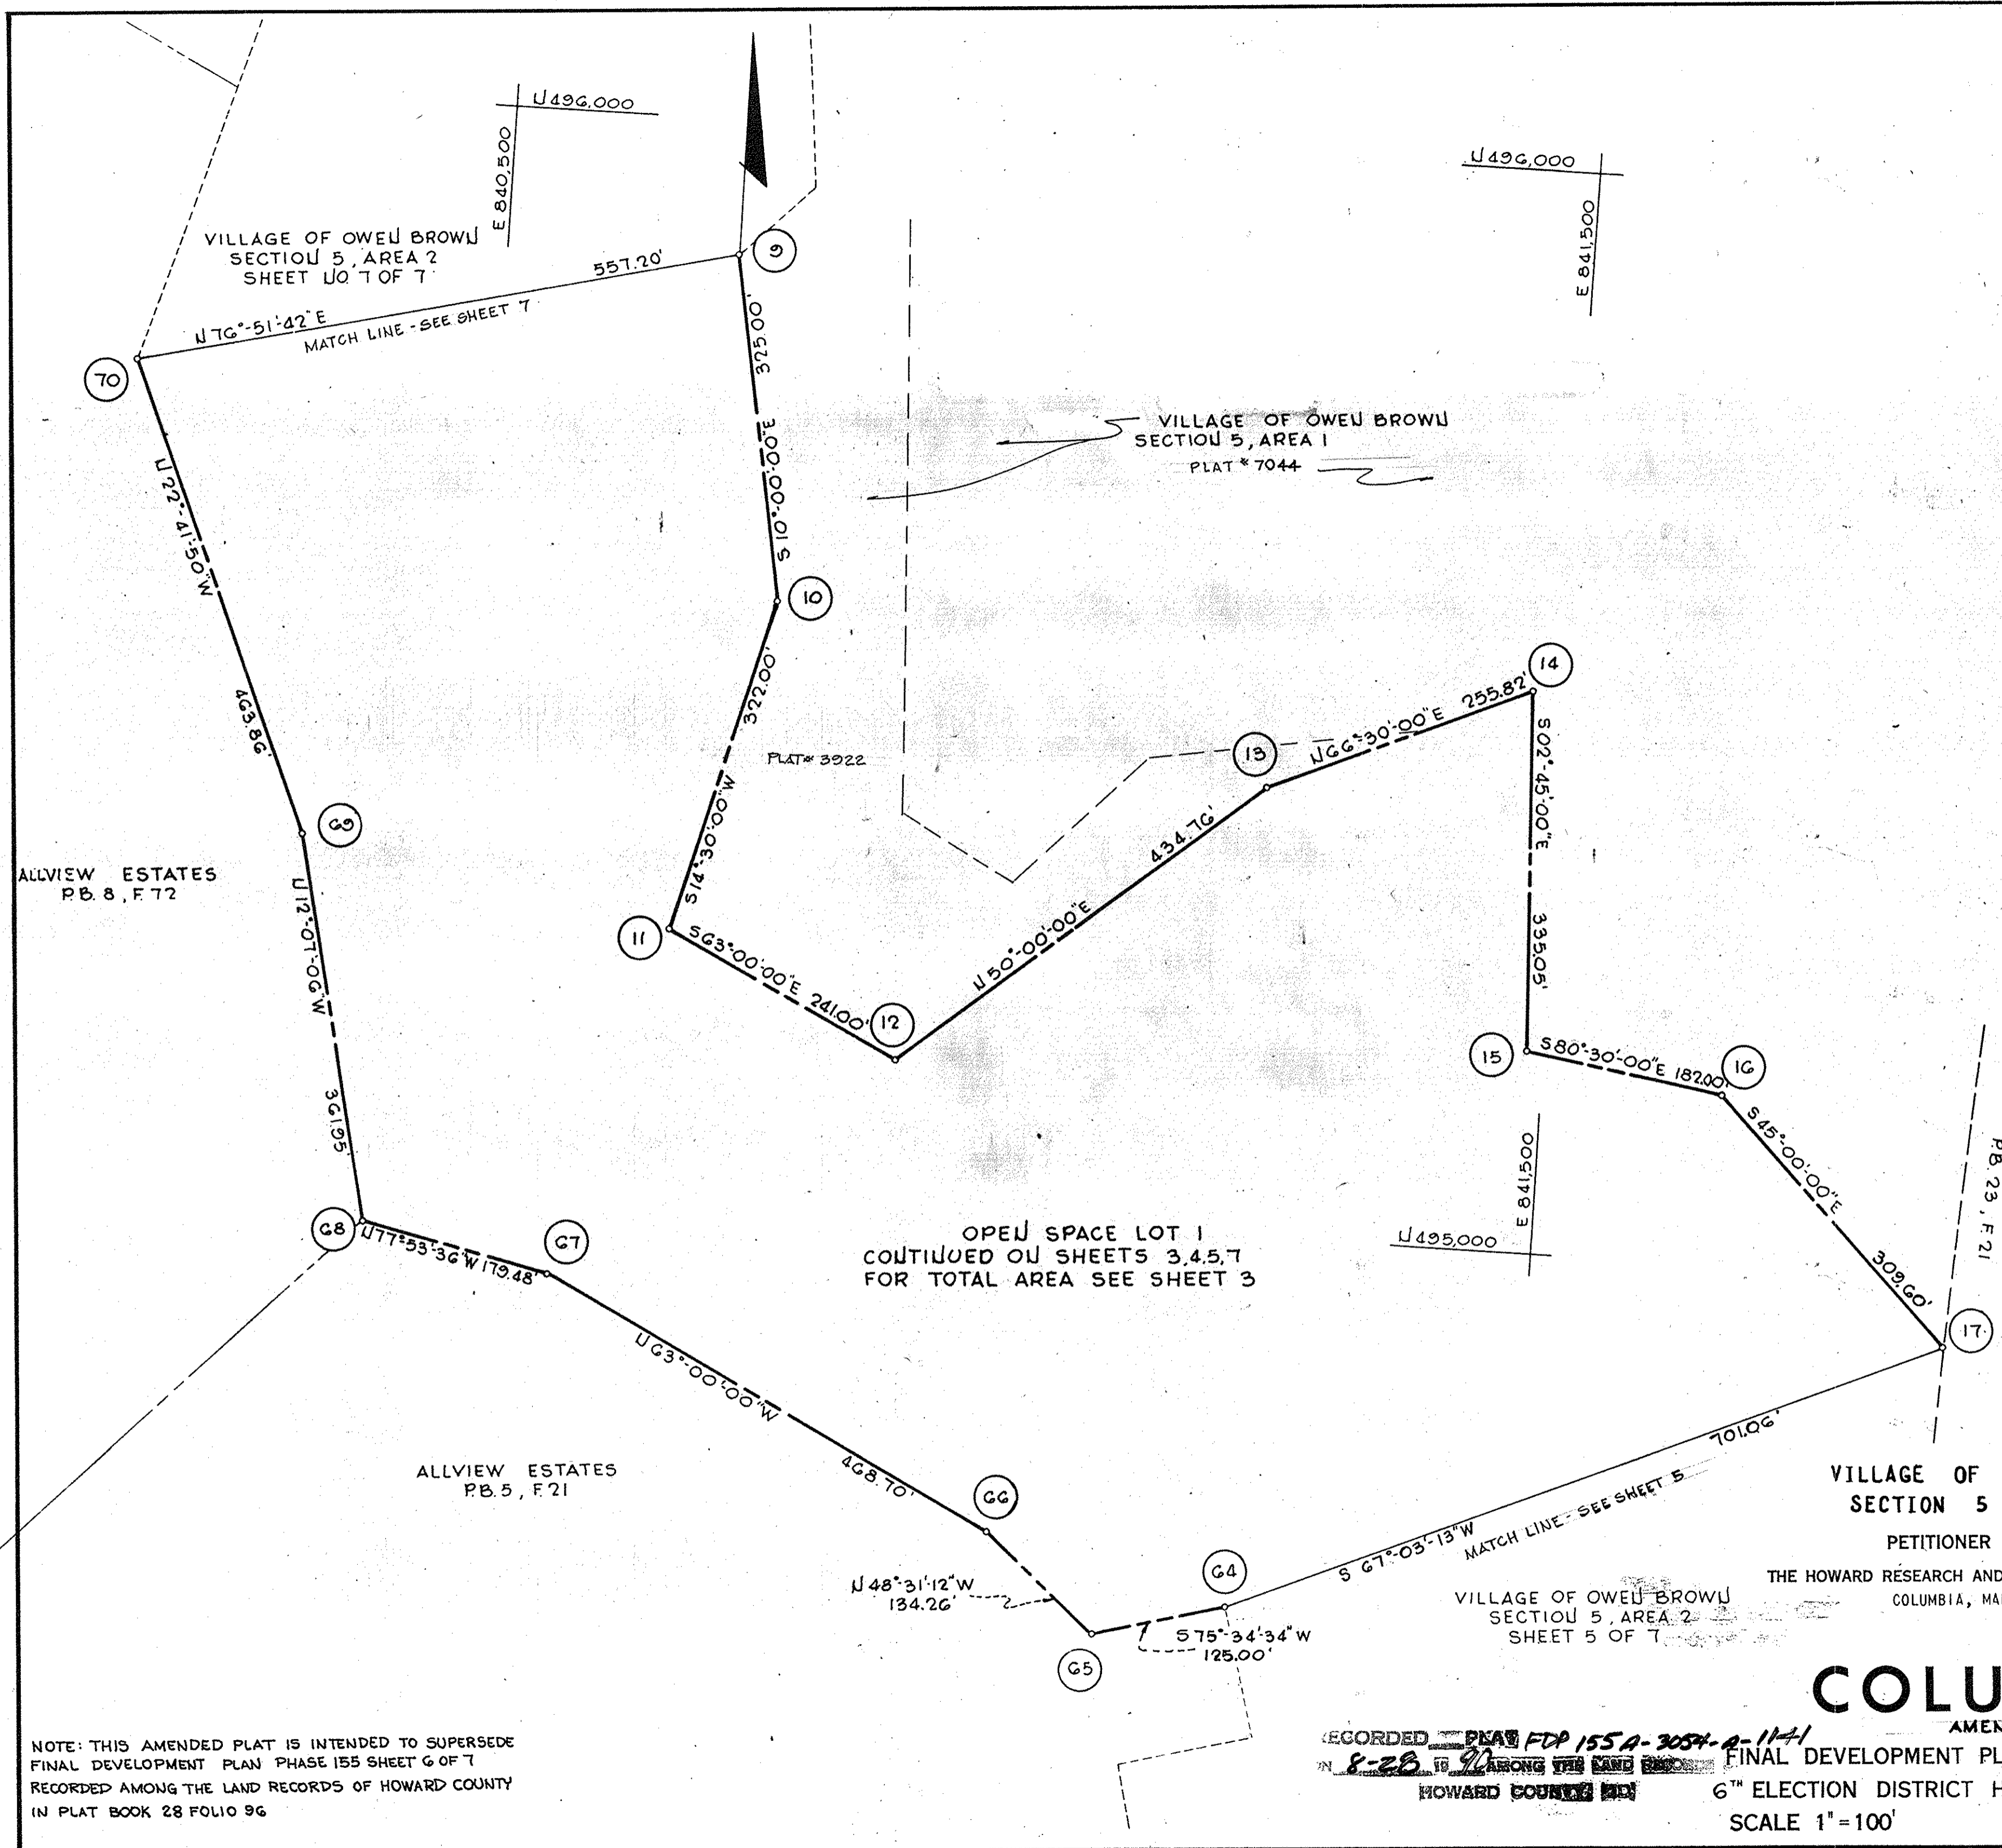 N 496,000
E 840,500
N 496,000
E 841,500
VILLAGE OF OWEN BROWN
SECTION 5, AREA 2
SHEET NO. 7 OF 7
557.20'
9
N 76°-51'-42"E
MATCH LINE - SEE SHEET 7
70
325.00'
S 10°-00'-00"E
VILLAGE OF OWEN BROWN
SECTION 5, AREA 1
PLAT # 7044
N 22°-41'-50"W
463.86'
10
322.00'
S 14°-30'-00"W
PLAT# 3922
14
N 66°-30'-00"E 255.82'
13
S 02°-45'-00"E
335.05'
434.76'
N 50°-00'-00"E
69
ALLVIEW ESTATES
P.B. 8, F. 72
N 12°-07'-06"W
361.95'
11
S 63°-00'-00"E 241.00'
12
15
S 80°-30'-00"E 182.00'
16
S 45°-00'-00"E
309.60'
E 841,500
N 495,000
P.B. 23, F. 21
17
68
N 77°-53'-36"W 179.48'
67
OPEN SPACE LOT 1
CONTINUED ON SHEETS 3,4,5,7
FOR TOTAL AREA SEE SHEET 3
N 63°-00'-00"W
468.70'
ALLVIEW ESTATES
P.B. 5, F. 21
66
N 48°-31'-12"W
134.26'
65
64
S 75°-34'-34"W
125.00'
S 67°-03'-13"W
701.06'
MATCH LINE - SEE SHEET 5
VILLAGE OF OWEN BROWN
SECTION 5, AREA 2
SHEET 5 OF 7
VILLAGE OF
SECTION 5
PETITIONER
THE HOWARD RESEARCH AND
COLUMBIA, MA
COLU
AMEN
FINAL DEVELOPMENT PL
6TH ELECTION DISTRICT H
SCALE 1"=100'
RECORDED PLAT FDP 155 A-3054-A-1141
ON 8-28 19 90 AMONG THE LAND
HOWARD COUNTY MD
NOTE: THIS AMENDED PLAT IS INTENDED TO SUPERSEDE
FINAL DEVELOPMENT PLAN PHASE 155 SHEET 6 OF 7
RECORDED AMONG THE LAND RECORDS OF HOWARD COUNTY
IN PLAT BOOK 28 FOLIO 96